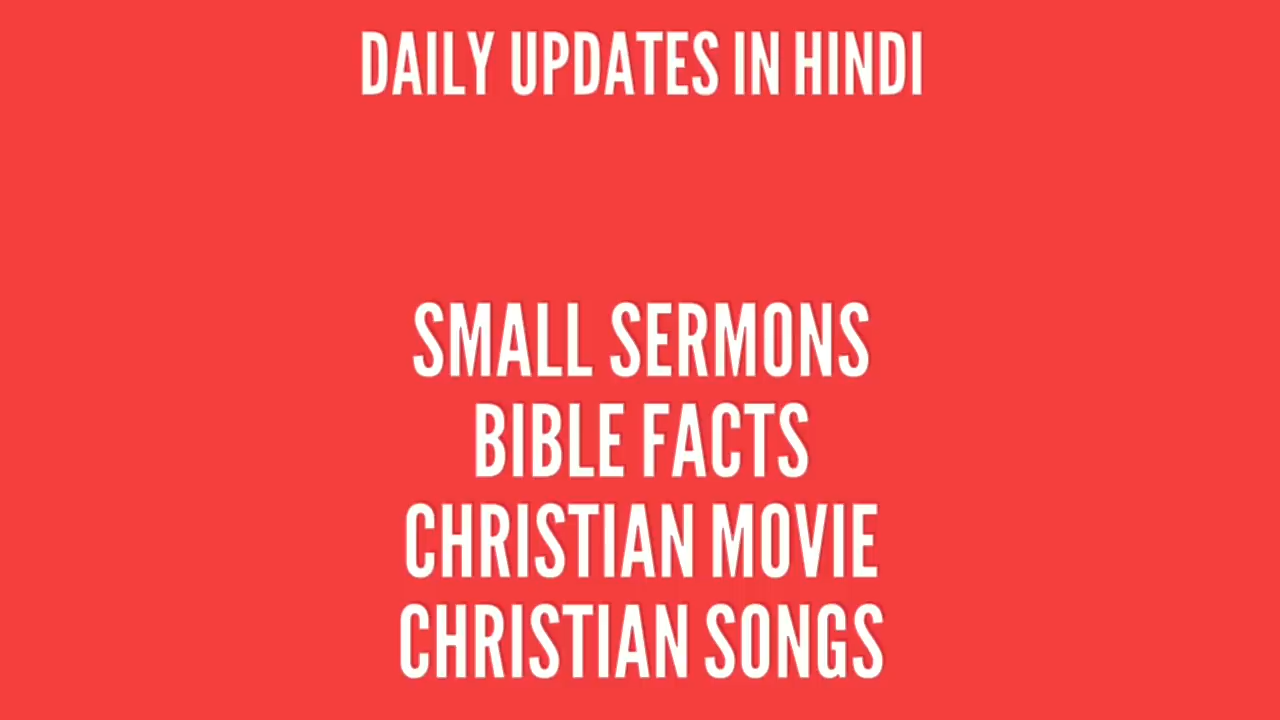 DAILY UPDATES IN HINDI
SMALL SERMONS
BIBLE FACTS
CHRISTIAN MOVIE
CHRISTIAN SONGS